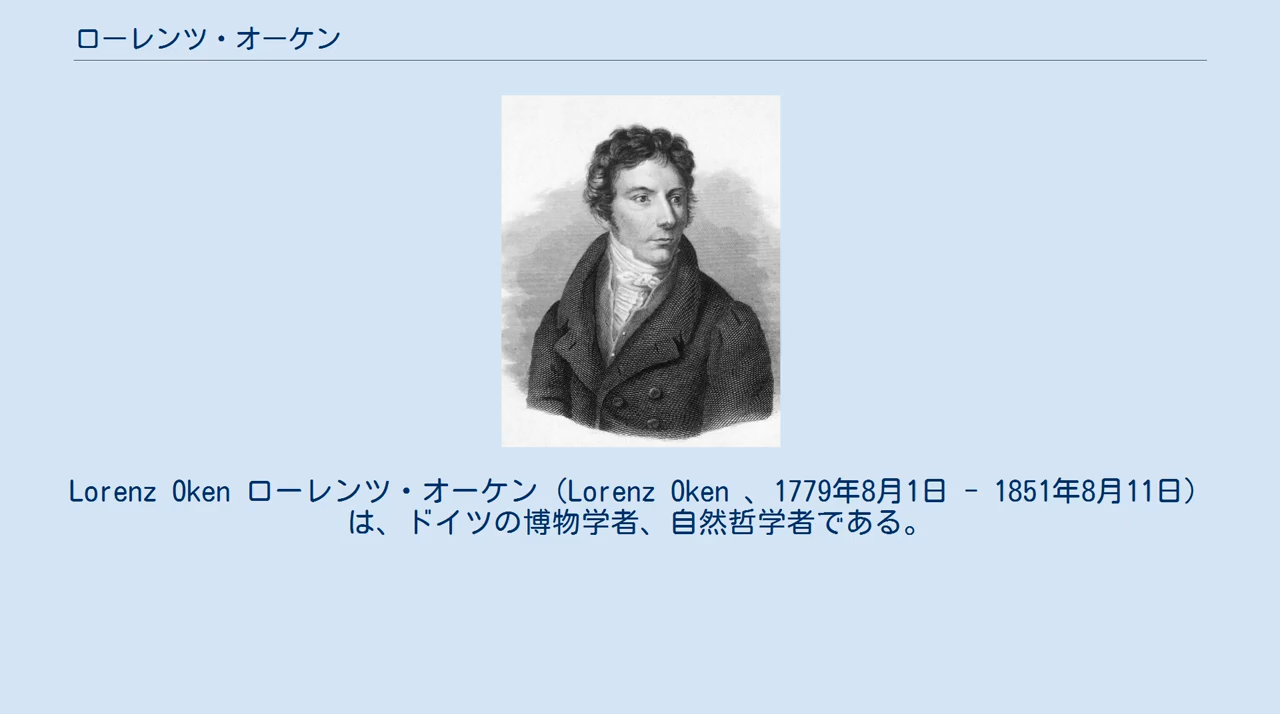 ローレンツ・オーケン
Lorenz Oken ローレンツ・オーケン（Lorenz Oken 、1779年8月1日 - 1851年8月11日）
は、ドイツの博物学者、自然哲学者である。